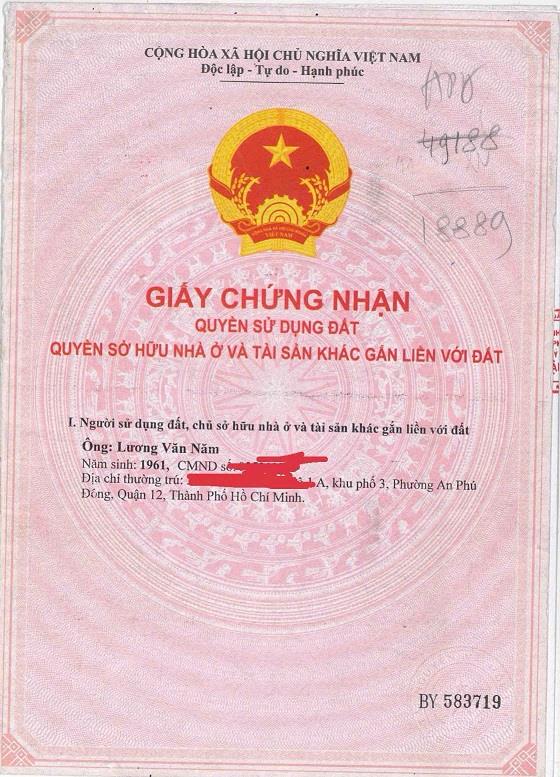 CỘNG HÒA XÃ HỘI CHỦ NGHĨA VIỆT NAM
Độc lập - Tự do - Hạnh phúc
49188
18889
GIẤY CHỨNG NHẬN
QUYỀN SỬ DỤNG ĐẤT
QUYỀN SỞ HỮU NHÀ Ở VÀ TÀI SẢN KHÁC GẮN LIỀN VỚI ĐẤT
I. Người sử dụng đất, chủ sở hữu nhà ở và tài sản khác gắn liền với đất
Ông: Lương Văn Năm
Năm sinh: 1961, CMND số
Địa chỉ thường trú: A, khu phố 3, Phường An Phú
Đông, Quận 12, Thành Phố Hồ Chí Minh.
BY 583719